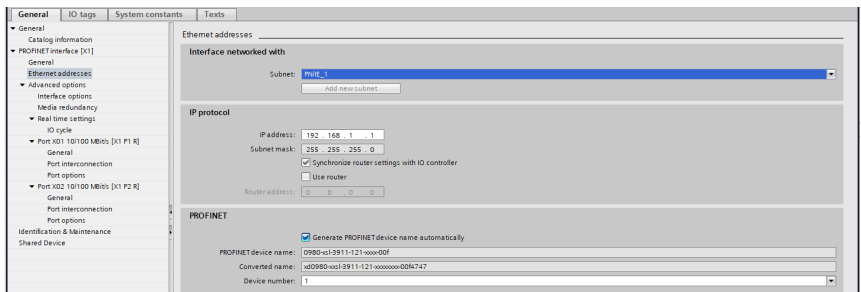 General IO tags System constants Texts
General
Catalog information
PROFINET interface [X1]
General
Ethernet addresses
Advanced options
Interface options
Media redundancy
Real time settings
IO cycle
Port X01 10/100 MBit/s [X1 P1 R]
General
Port interconnection
Port options
Port X02 10/100 MBit/s [X1 P2 R]
General
Port interconnection
Port options
Identification & Maintenance
Shared Device
Ethernet addresses
Interface networked with
Subnet: PN/IE_1
Add new subnet
IP protocol
IP address: 192 . 168 . 1 . 1
Subnet mask: 255 . 255 . 255 . 0
Synchronize router settings with IO controller
Use router
Router address: 0 . 0 . 0 . 0
PROFINET
Generate PROFINET device name automatically
PROFINET device name: 0980-xsl-3911-121-xxxx-00f
Converted name: xd0980-xxsl-3911-121-xxxxxxxx-00f4747
Device number: 1